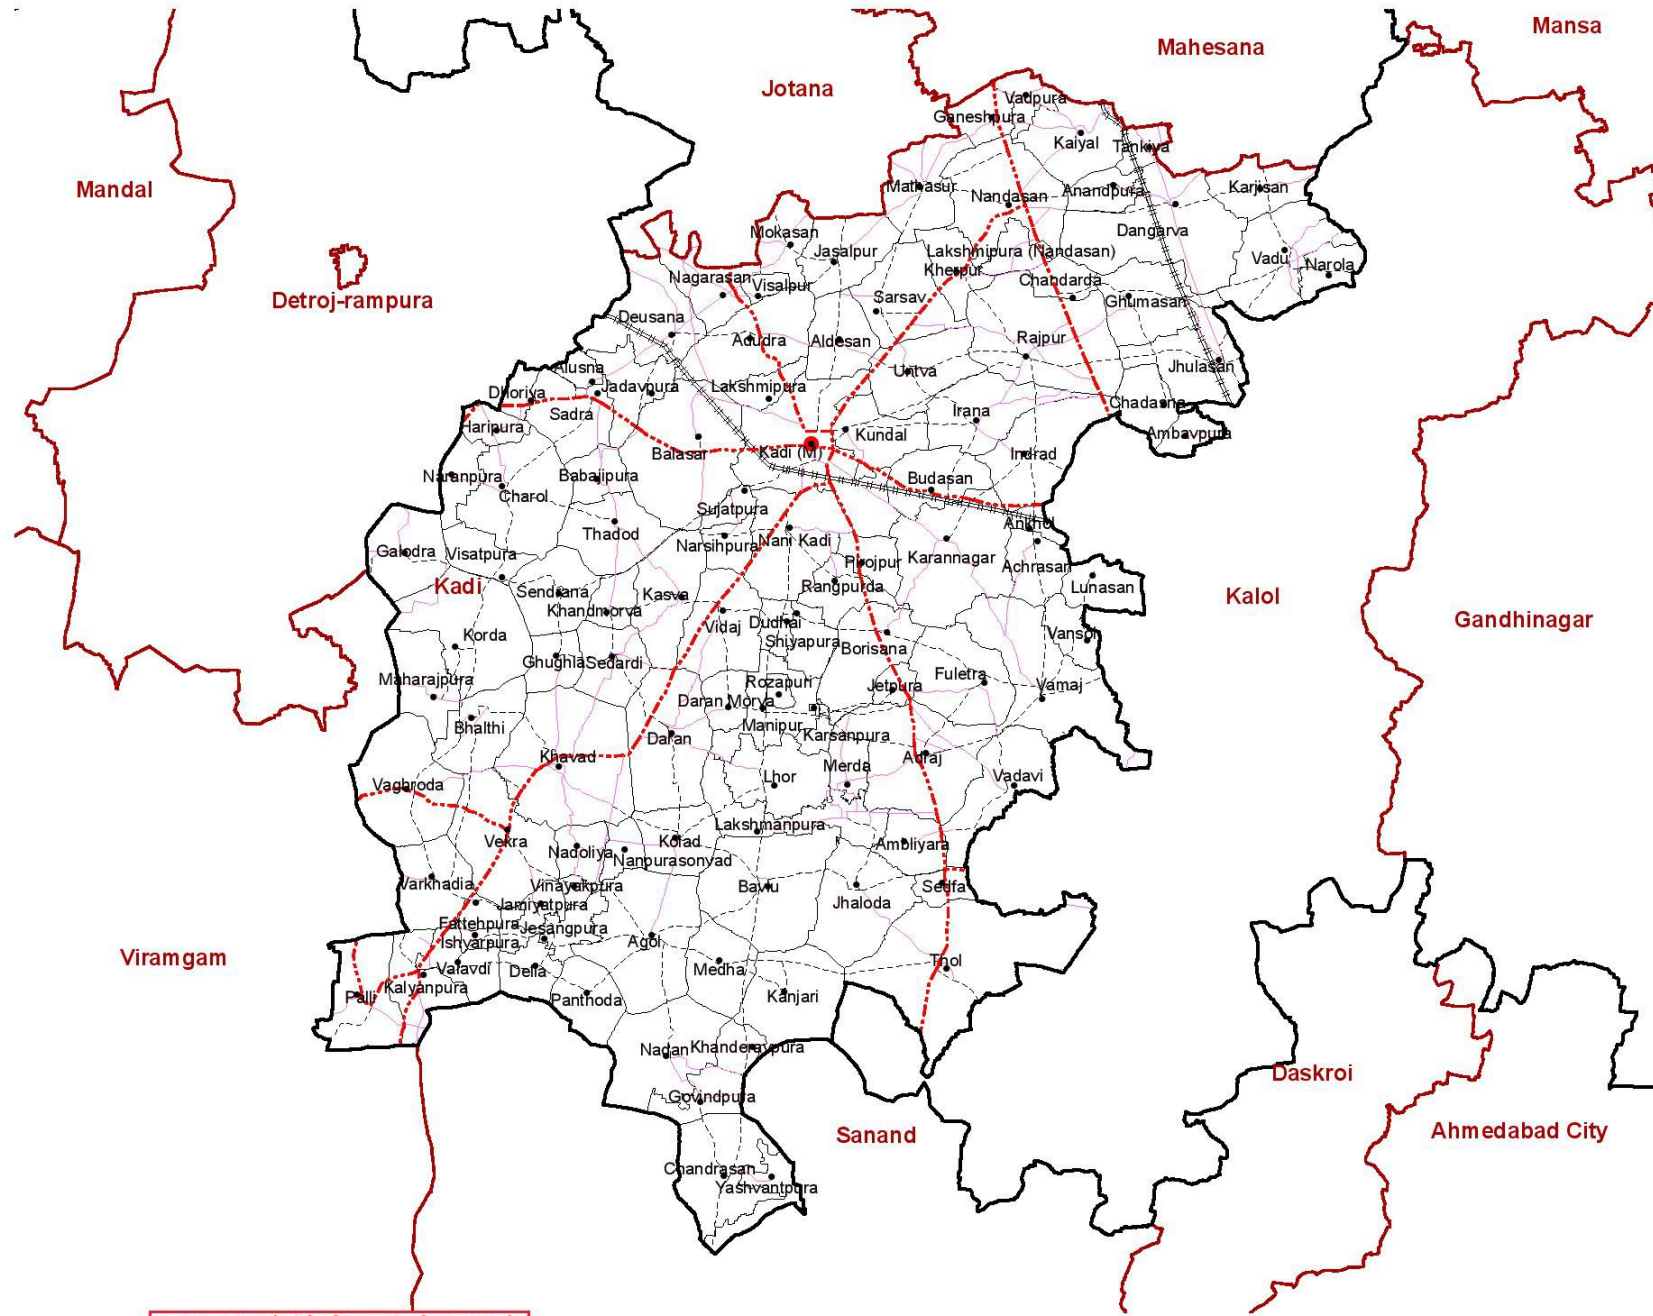 Mansa
Mahesana
Jotana
Vadpura
Ganeshpura
Kaiyal
Tankiya
Mandal
Mathasur
Nandasan
Anandpura
Karjisan
Mokasan
Dangarva
Jasalpur
Lakshmipura (Nandasan)
Vadu
Narola
Kherpur
Nagarasan
Visalpur
Chandarda
Detroj-rampura
Sarsav
Ghumasan
Deusana
Adudra
Aldesan
Rajpur
Jhulasan
Alusna
Untva
Dhoriya
Jadavpura
Lakshmipura
Sadra
Irana
Chadasna
Haripura
Kundal
Ambavpura
Balasar
Kadi (M)
Indrad
Naranpura
Babajipura
Budasan
Charol
Sujatpura
Ankhol
Thadod
Narsihpura
Nani Kadi
Galodra
Visatpura
Karannagar
Pirojpur
Achrasan
Kadi
Rangpurda
Lunasan
Sendrana
Kasva
Kalol
Khandmorva
Gandhinagar
Dudhai
Vidaj
Korda
Shiyapura
Vansol
Borisana
Ghughla
Sedardi
Maharajpura
Rozapuri
Jetpura
Fuletra
Vamaj
Daran Morva
Bhalthi
Manipur
Karsanpura
Daran
Khavad
Adraj
Merda
Lhor
Vadavi
Vaghroda
Lakshmanpura
Vekra
Kofad
Ambliyara
Nadoliya
Nanpurasonvad
Varkhadia
Vinayakpura
Bavlu
Sedfa
Jamiyatpura
Jhaloda
Fattehpura
Jesangpura
Ishvarpura
Agol
Viramgam
Thol
Valavdi
Della
Medha
Kalyanpura
Palli
Panthoda
Kanjari
Nadan
Khanderavpura
Daskroi
Govindpura
Sanand
Ahmedabad City
Chandrasan
Yashvantpura